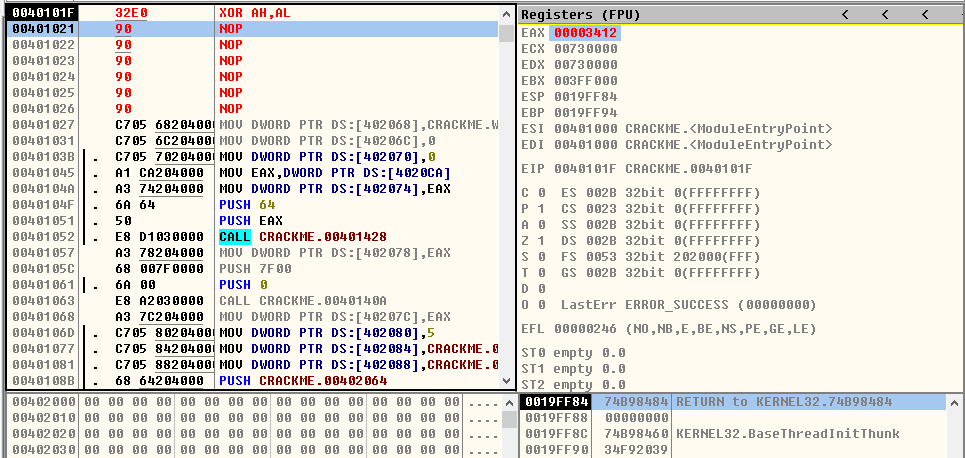 0040101F 32E0 XOR AH,AL
00401021 90 NOP
00401022 90 NOP
00401023 90 NOP
00401024 90 NOP
00401025 90 NOP
00401026 90 NOP
00401027 C705 68204000 MOV DWORD PTR DS:[402068],CRACKME.W
00401031 C705 6C204000 MOV DWORD PTR DS:[40206C],0
0040103B . C705 70204000 MOV DWORD PTR DS:[402070],0
00401045 . A1 CA204000 MOV EAX,DWORD PTR DS:[4020CA]
0040104A . A3 74204000 MOV DWORD PTR DS:[402074],EAX
0040104F . 6A 64 PUSH 64
00401051 . 50 PUSH EAX
00401052 . E8 D1030000 CALL CRACKME.00401428
00401057 A3 78204000 MOV DWORD PTR DS:[402078],EAX
0040105C 68 007F0000 PUSH 7F00
00401061 . 6A 00 PUSH 0
00401063 E8 A2030000 CALL CRACKME.0040140A
00401068 A3 7C204000 MOV DWORD PTR DS:[40207C],EAX
0040106D . C705 80204000 MOV DWORD PTR DS:[402080],5
00401077 . C705 84204000 MOV DWORD PTR DS:[402084],CRACKME.0
00401081 . C705 88204000 MOV DWORD PTR DS:[402088],CRACKME.0
0040108B . 68 64204000 PUSH CRACKME.00402064
Registers (FPU) < < <
EAX 00003412
ECX 00730000
EDX 00730000
EBX 003FF000
ESP 0019FF84
EBP 0019FF94
ESI 00401000 CRACKME.<ModuleEntryPoint>
EDI 00401000 CRACKME.<ModuleEntryPoint>
EIP 0040101F CRACKME.0040101F
C 0 ES 002B 32bit 0(FFFFFFFF)
P 1 CS 0023 32bit 0(FFFFFFFF)
A 0 SS 002B 32bit 0(FFFFFFFF)
Z 1 DS 002B 32bit 0(FFFFFFFF)
S 0 FS 0053 32bit 202000(FFF)
T 0 GS 002B 32bit 0(FFFFFFFF)
D 0
O 0 LastErr ERROR_SUCCESS (00000000)
EFL 00000246 (NO,NB,E,BE,NS,PE,GE,LE)
ST0 empty 0.0
ST1 empty 0.0
ST2 empty 0.0
00402000 00 00 00 00 00 00 00 00 00 00 00 00 00 00 00 00 ....
00402010 00 00 00 00 00 00 00 00 00 00 00 00 00 00 00 00 ....
00402020 00 00 00 00 00 00 00 00 00 00 00 00 00 00 00 00 ....
00402030 00 00 00 00 00 00 00 00 00 00 00 00 00 00 00 00 ....
0019FF84 74B98484 RETURN to KERNEL32.74B98484
0019FF88 00000000
0019FF8C 74B98460 KERNEL32.BaseThreadInitThunk
0019FF90 34F92039